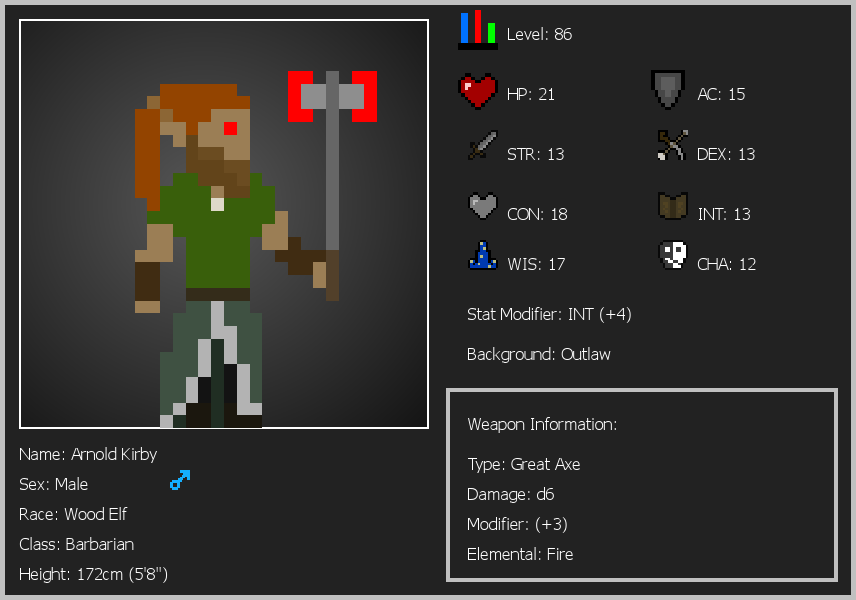 Level: 86
HP: 21
AC: 15
STR: 13
DEX: 13
CON: 18
INT: 13
WIS: 17
CHA: 12
Stat Modifier: INT (+4)
Background: Outlaw
Weapon Information:
Type: Great Axe
Damage: d6
Modifier: (+3)
Elemental: Fire
Name: Arnold Kirby
Sex: Male
Race: Wood Elf
Class: Barbarian
Height: 172cm (5'8")